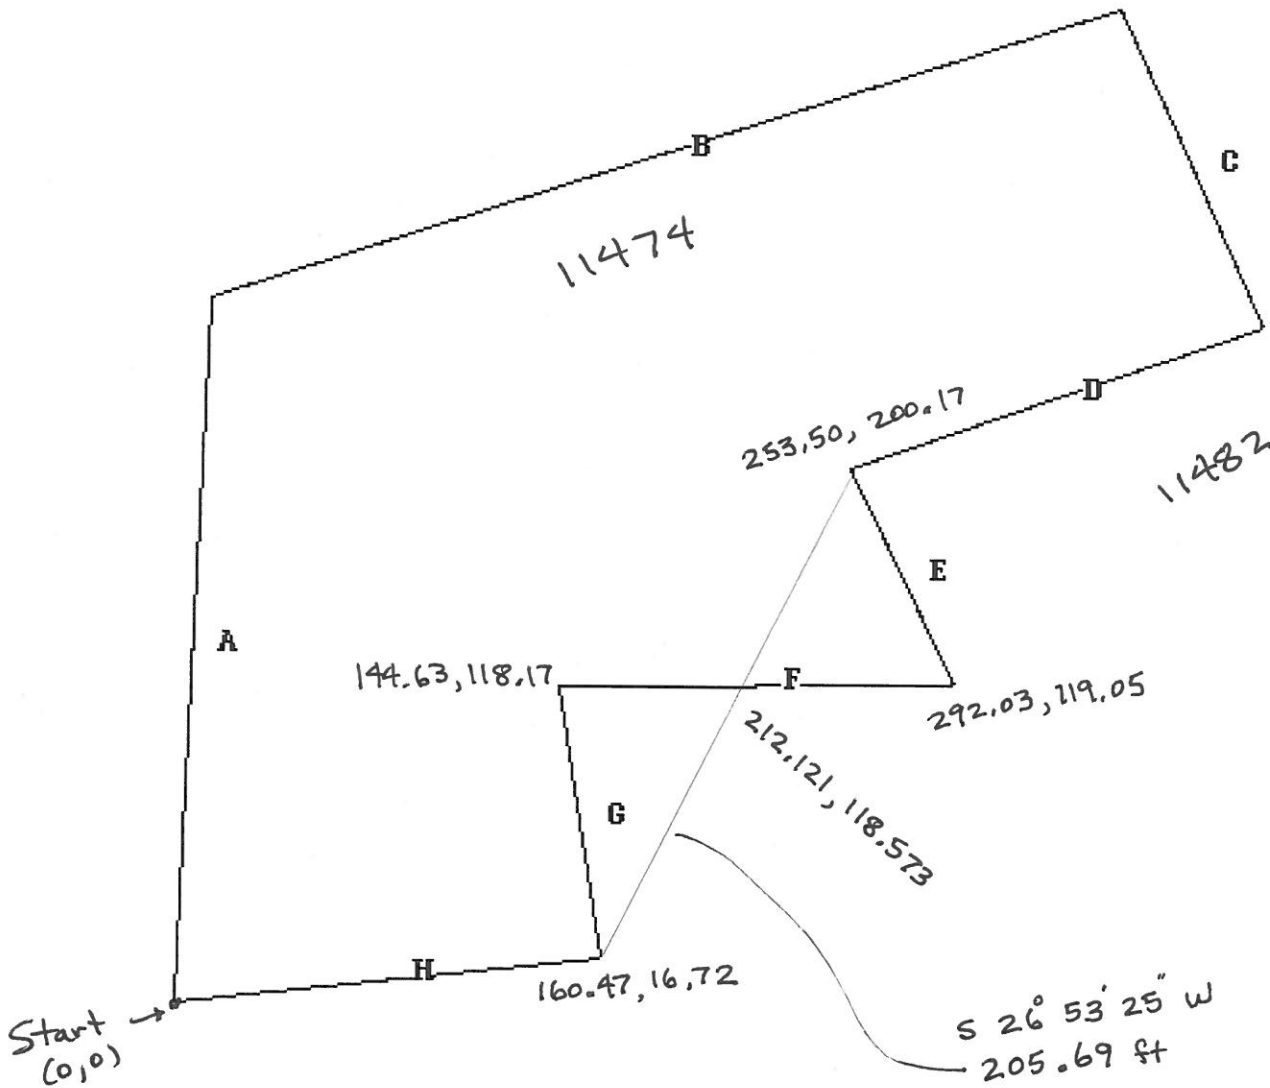 B
C
11474
253.50, 200.17
D
11482
E
A
144.63, 118.17
F
292.03, 119.05
212.121, 118.573
G
H
160.47, 16.72
Start
(0,0)
S 26° 53' 25" W
205.69 ft